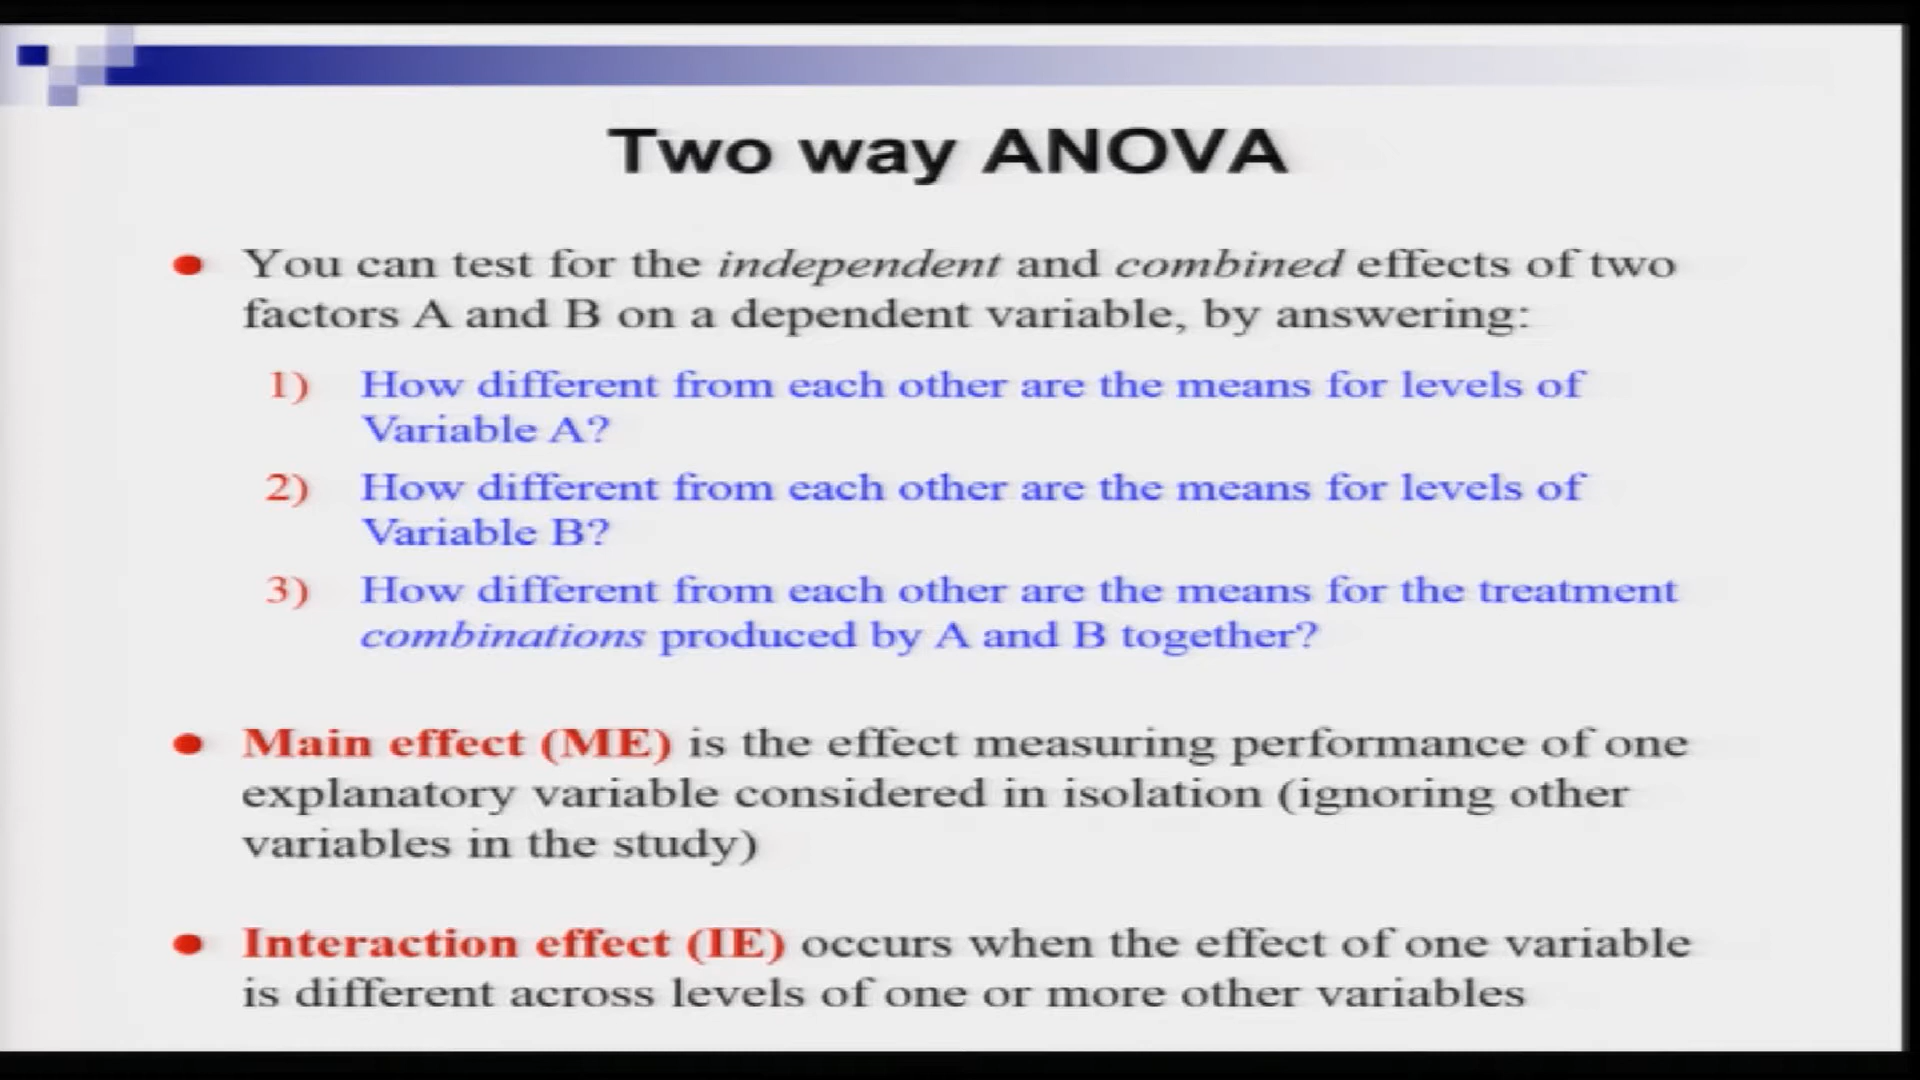 Two way ANOVA
You can test for the independent and combined effects of two
factors A and B on a dependent variable, by answering:
1) How different from each other are the means for levels of
Variable A?
2) How different from each other are the means for levels of
Variable B?
3) How different from each other are the means for the treatment
combinations produced by A and B together?
Main effect (ME) is the effect measuring performance of one
explanatory variable considered in isolation (ignoring other
variables in the study)
Interaction effect (IE) occurs when the effect of one variable
is different across levels of one or more other variables